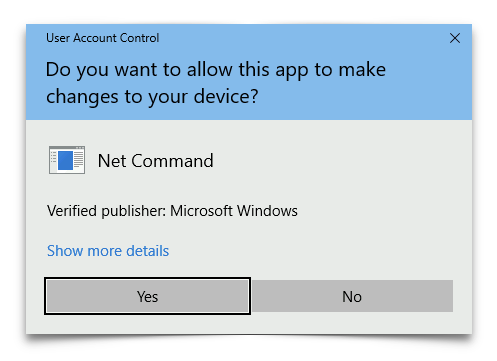 User Account Control
Do you want to allow this app to make
changes to your device?
Net Command
Verified publisher: Microsoft Windows
Show more details
Yes
No